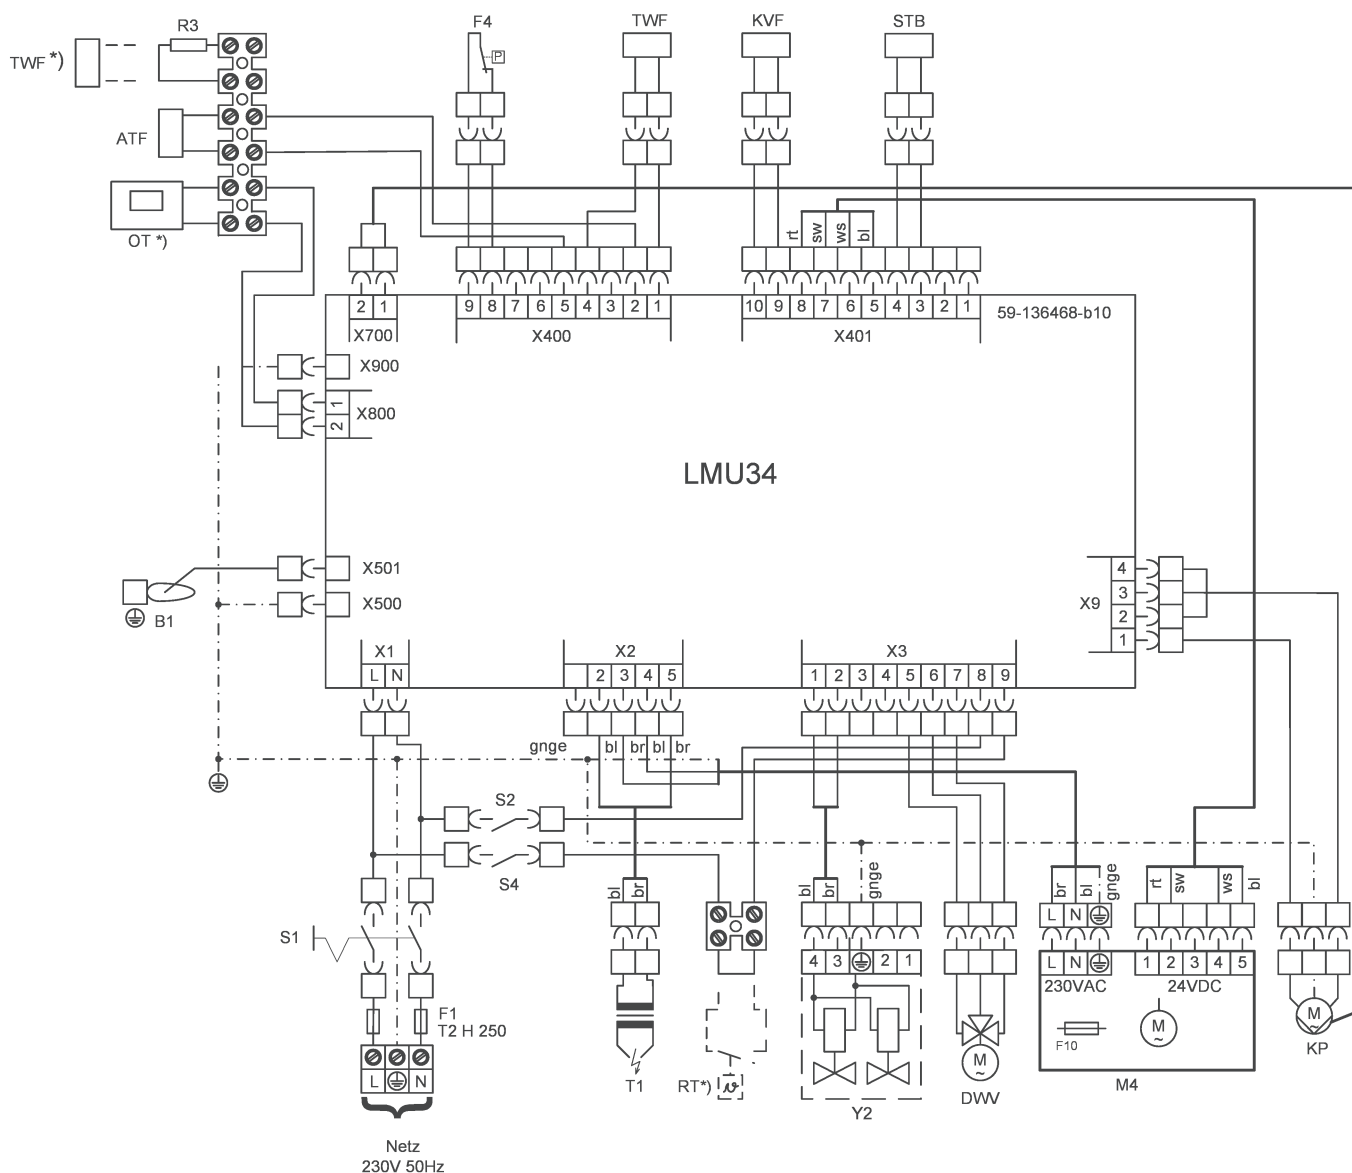 R3 F4 TWF KVF STB
TWF *) P
ATF
OT *)
rt sw ws bl
2 1 9 8 7 6 5 4 3 2 1 10 9 8 7 6 5 4 3 2 1 59-136468-b10
X700 X400 X401
X900
1 X800
2
LMU34
X501
X500
B1
4
3
X9
2
1
X1 X2 X3
L N 2 3 4 5 1 2 3 4 5 6 7 8 9
gnge bl br bl br
S2
S4
bl br bl br gnge br bl gnge rt sw ws bl
L N
S1
4 3 2 1 L N 1 2 3 4 5
230VAC 24VDC
F1
T2 H 250
M ~
F10
M ~
KP
L N
T1 RT*) ϑ
M ~
DWV M4
Y2
Netz
230V 50Hz